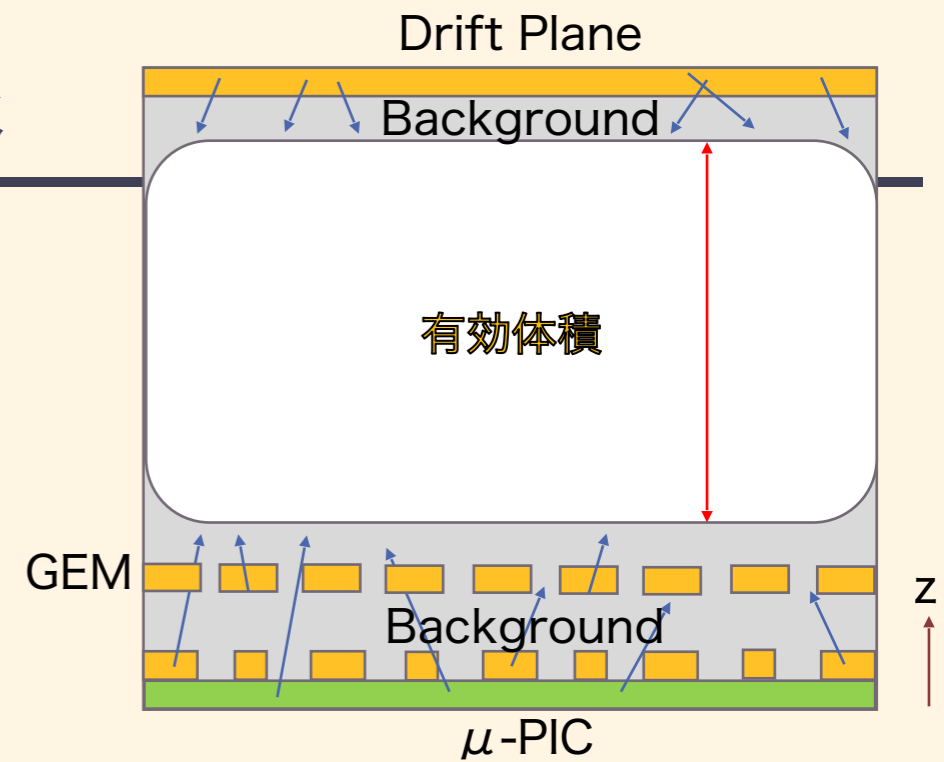 Drift Plane
Background
有効体積
GEM
Background
z
μ-PIC